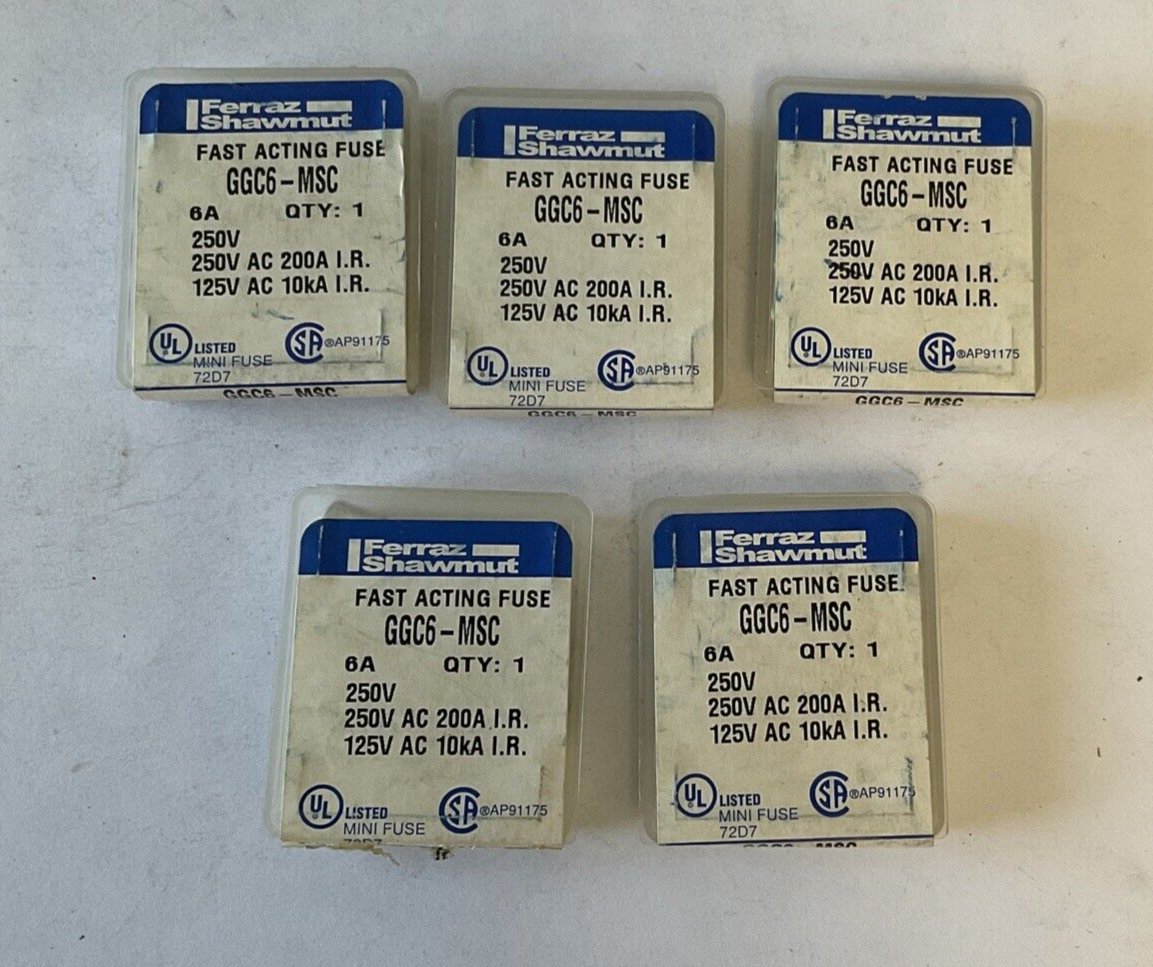 Ferraz
Shawmut
FAST ACTING FUSE
GGC6-MSC
6A QTY: 1
250V
250V AC 200A I.R.
125V AC 10kA I.R.
UL LISTED SA ®AP91175
MINI FUSE
72D7
GGC6-MSC
Ferraz
Shawmut
FAST ACTING FUSE
GGC6-MSC
6A QTY: 1
250V
250V AC 200A I.R.
125V AC 10kA I.R.
UL LISTED SA ®AP91175
MINI FUSE
72D7
GGC6-MSC
Ferraz
Shawmut
FAST ACTING FUSE
GGC6-MSC
6A QTY: 1
250V
250V AC 200A I.R.
125V AC 10kA I.R.
UL LISTED SA ®AP91175
MINI FUSE
72D7
GGC6-MSC
Ferraz
Shawmut
FAST ACTING FUSE
GGC6-MSC
6A QTY: 1
250V
250V AC 200A I.R.
125V AC 10kA I.R.
UL LISTED SA ®AP91175
MINI FUSE
72D7
Ferraz
Shawmut
FAST ACTING FUSE
GGC6-MSC
6A QTY: 1
250V
250V AC 200A I.R.
125V AC 10kA I.R.
UL LISTED SA ®AP91175
MINI FUSE
72D7
GGC6-MSC